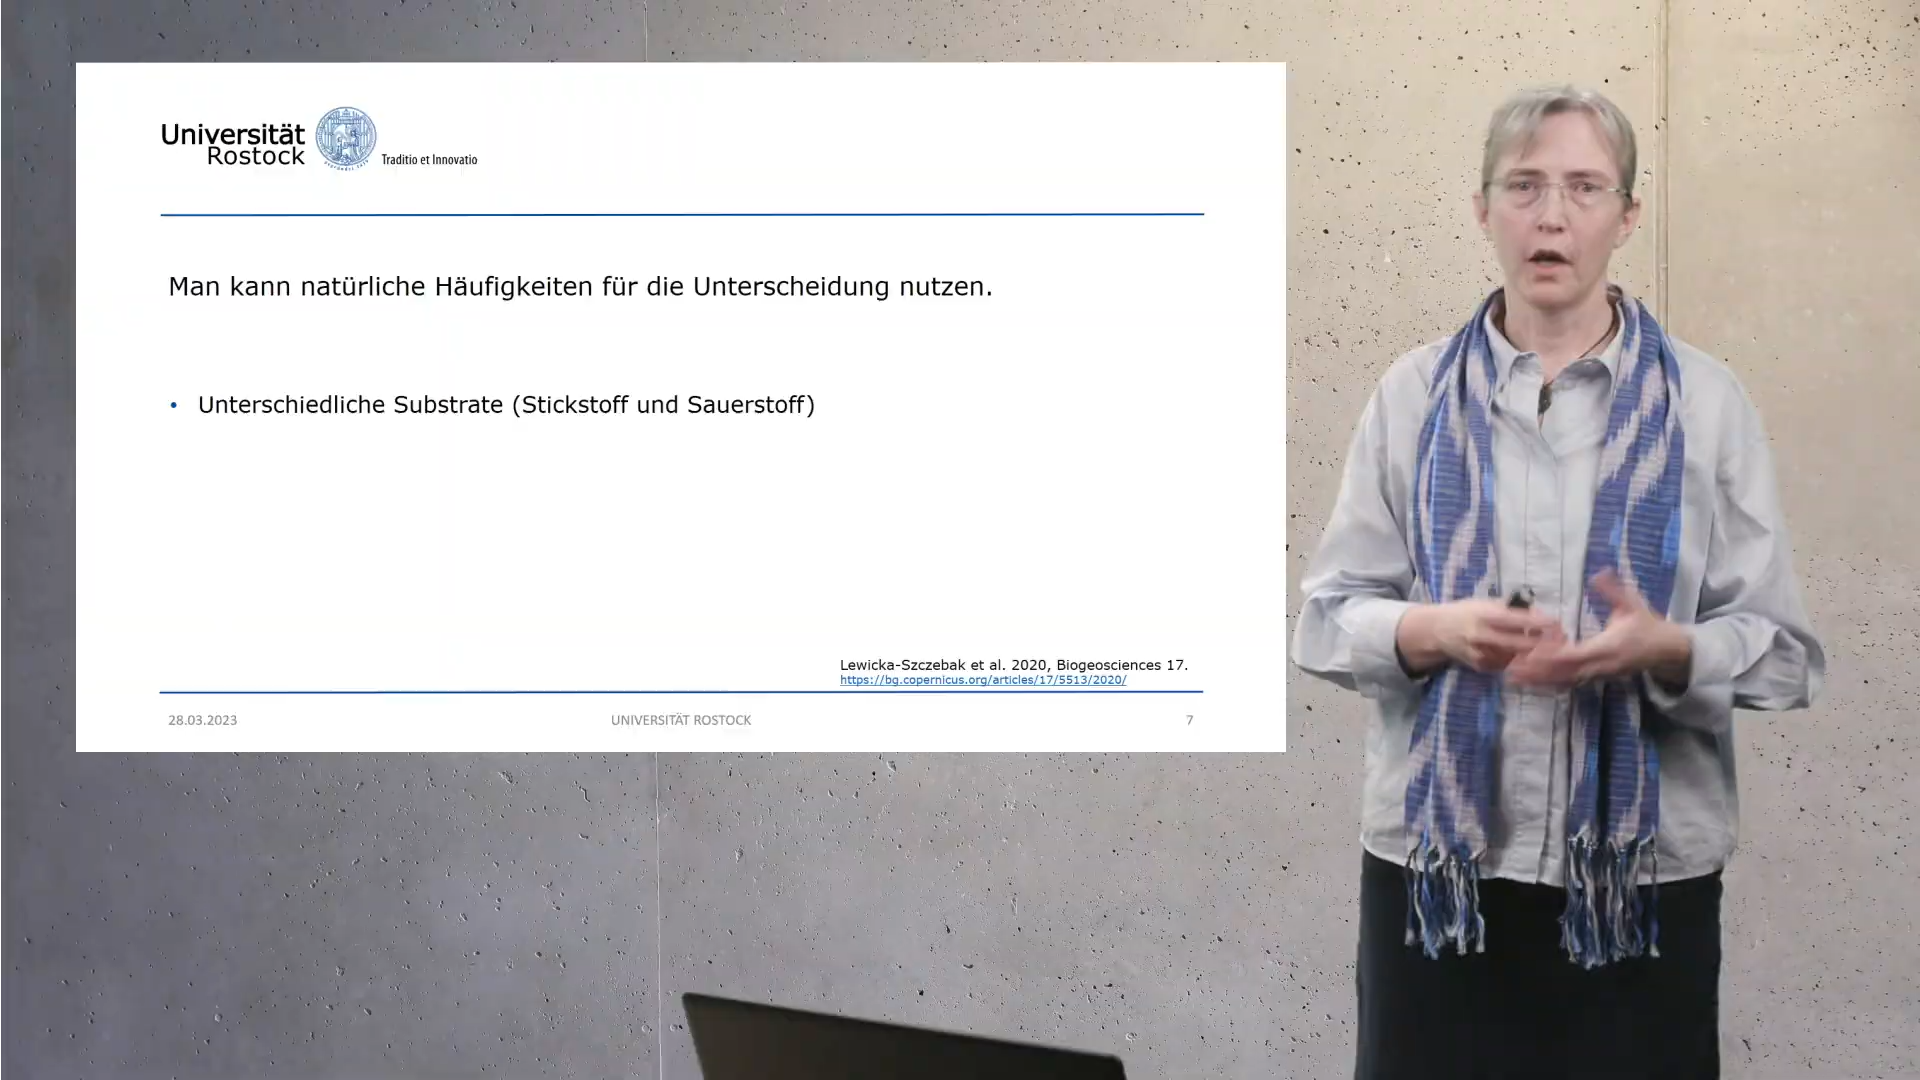 Universität
Rostock
Traditio et Innovatio
Man kann natürliche Häufigkeiten für die Unterscheidung nutzen.
• Unterschiedliche Substrate (Stickstoff und Sauerstoff)
Lewicka-Szczebak et al. 2020, Biogeosciences 17.
https://bg.copernicus.org/articles/17/5513/2020/
28.03.2023 UNIVERSITÄT ROSTOCK 7